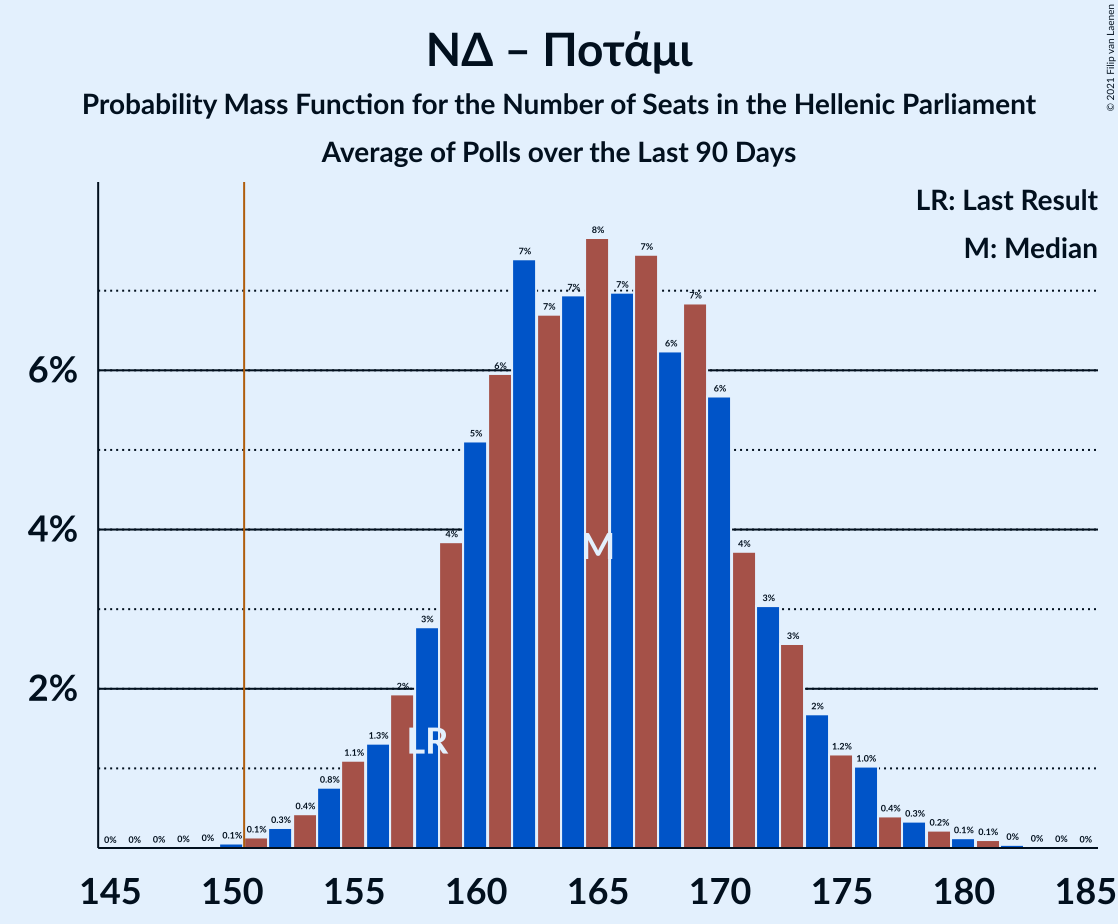 ΝΔ – Ποτάμι
Probability Mass Function for the Number of Seats in the Hellenic Parliament
Average of Polls over the Last 90 Days
© 2021 Filip van Laenen
LR: Last Result
M: Median
6%
4%
2%
0% 0% 0% 0% 0% 0.1% 0.1% 0.3% 0.4% 0.8% 1.1% 1.3% 2% 3% 4% 5% 6% 7% 7% 7% 8% 7% 7% 6% 7% 6% 4% 3% 3% 2% 1.2% 1.0% 0.4% 0.3% 0.2% 0.1% 0.1% 0% 0% 0% 0%
M
LR
145 150 155 160 165 170 175 180 185